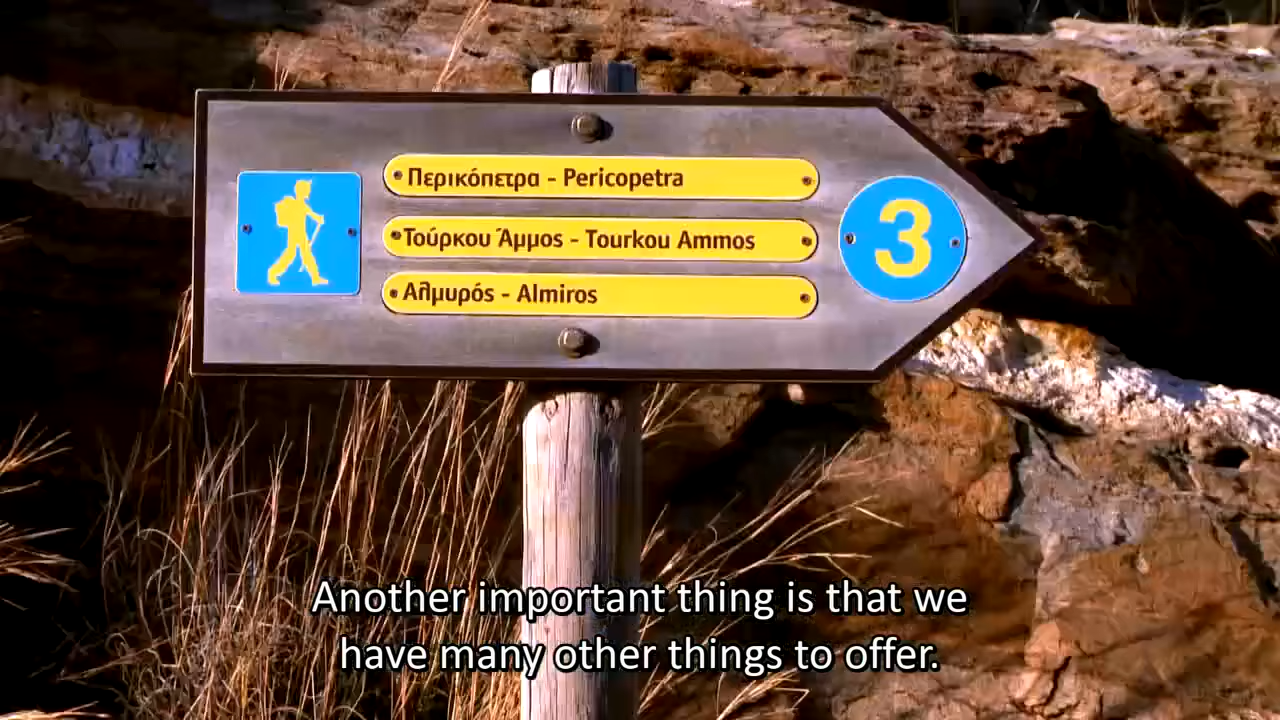 Περικόπετρα - Pericopetra
Τούρκου Άμμος - Tourkou Ammos
Αλμυρός - Almiros
3
Another important thing is that we
have many other things to offer.